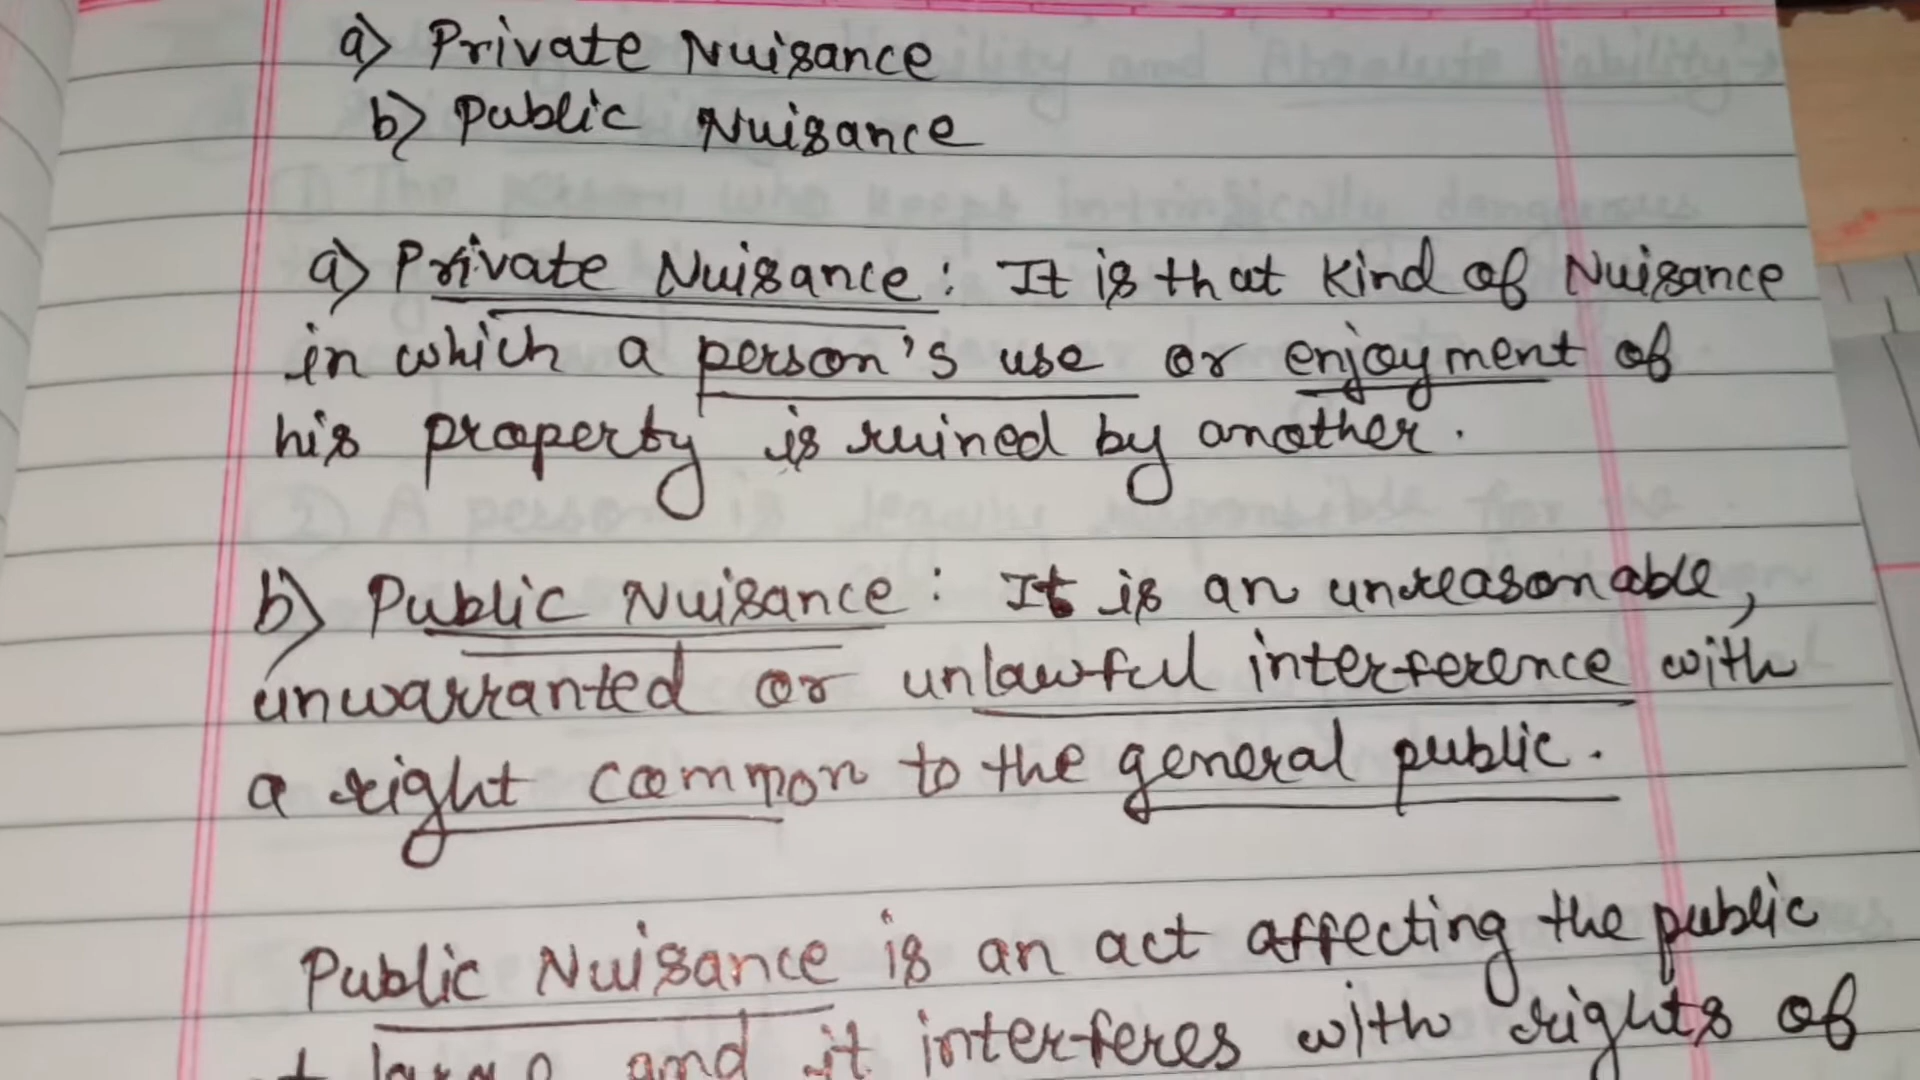 a) Private Nuisance
b) Public Nuisance
a) Private Nuisance: It is that kind of Nuisance
in which a person's use or enjoyment of
his property is ruined by another.
b) Public Nuisance: It is an unreasonable,
unwarranted or unlawful interference with
a right common to the general public.
Public Nuisance is an act affecting the public
at large and it interferes with rights of